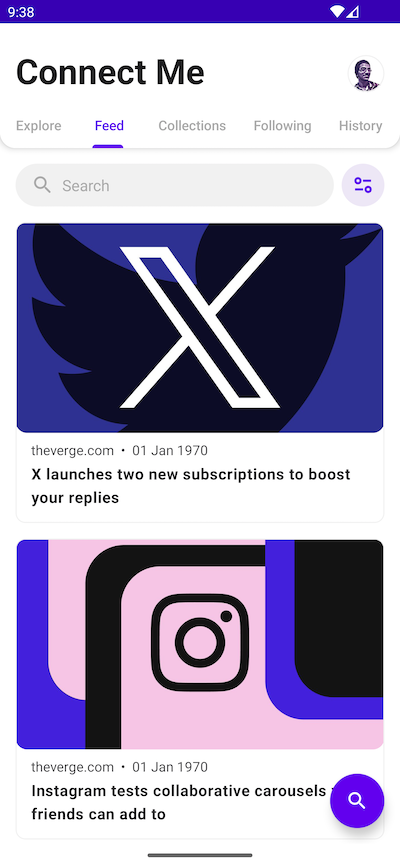 9:38
Connect Me
Explore Feed Collections Following History
Search
theverge.com • 01 Jan 1970
X launches two new subscriptions to boost
your replies
theverge.com • 01 Jan 1970
Instagram tests collaborative carousels
friends can add to